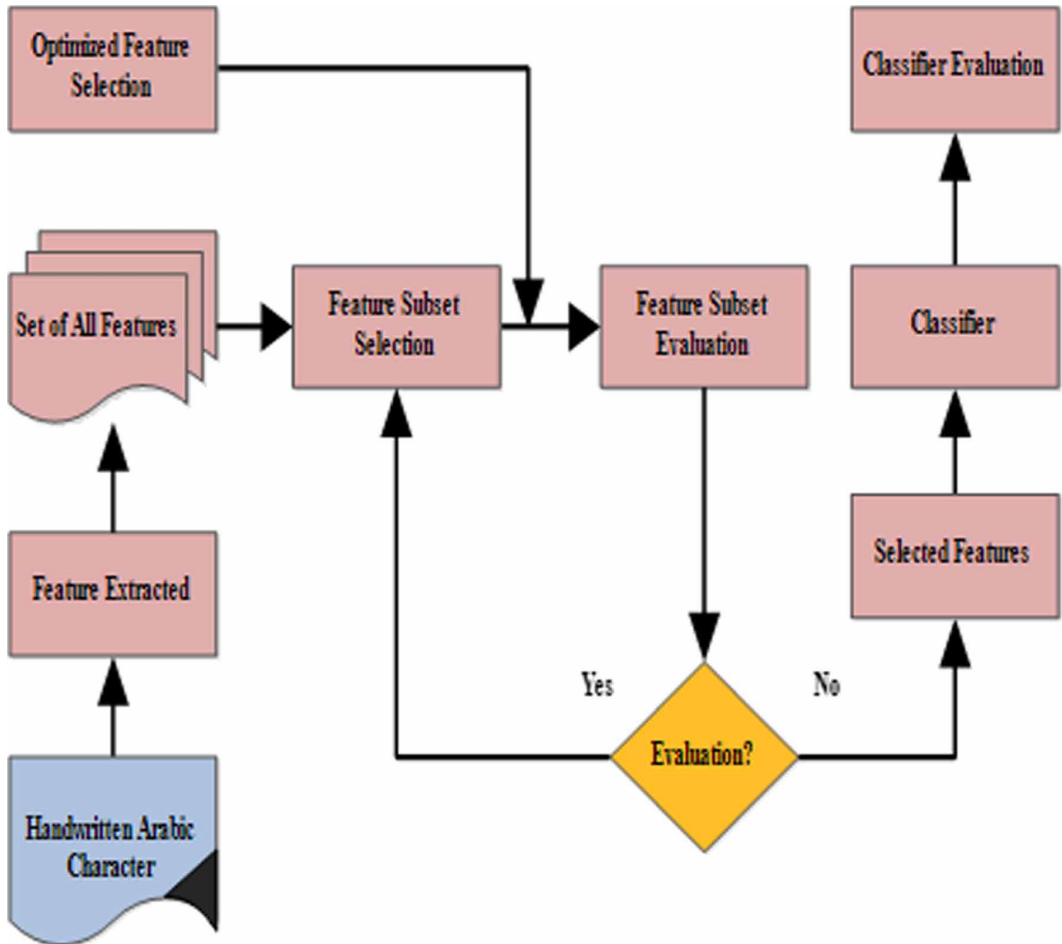 Optimized Feature
Selection
Classifier Evaluation
Set of All Features
Feature Subset
Selection
Feature Subset
Evaluation
Classifier
Feature Extracted
Selected Features
Yes
No
Evaluation?
Handwritten Arabic
Character